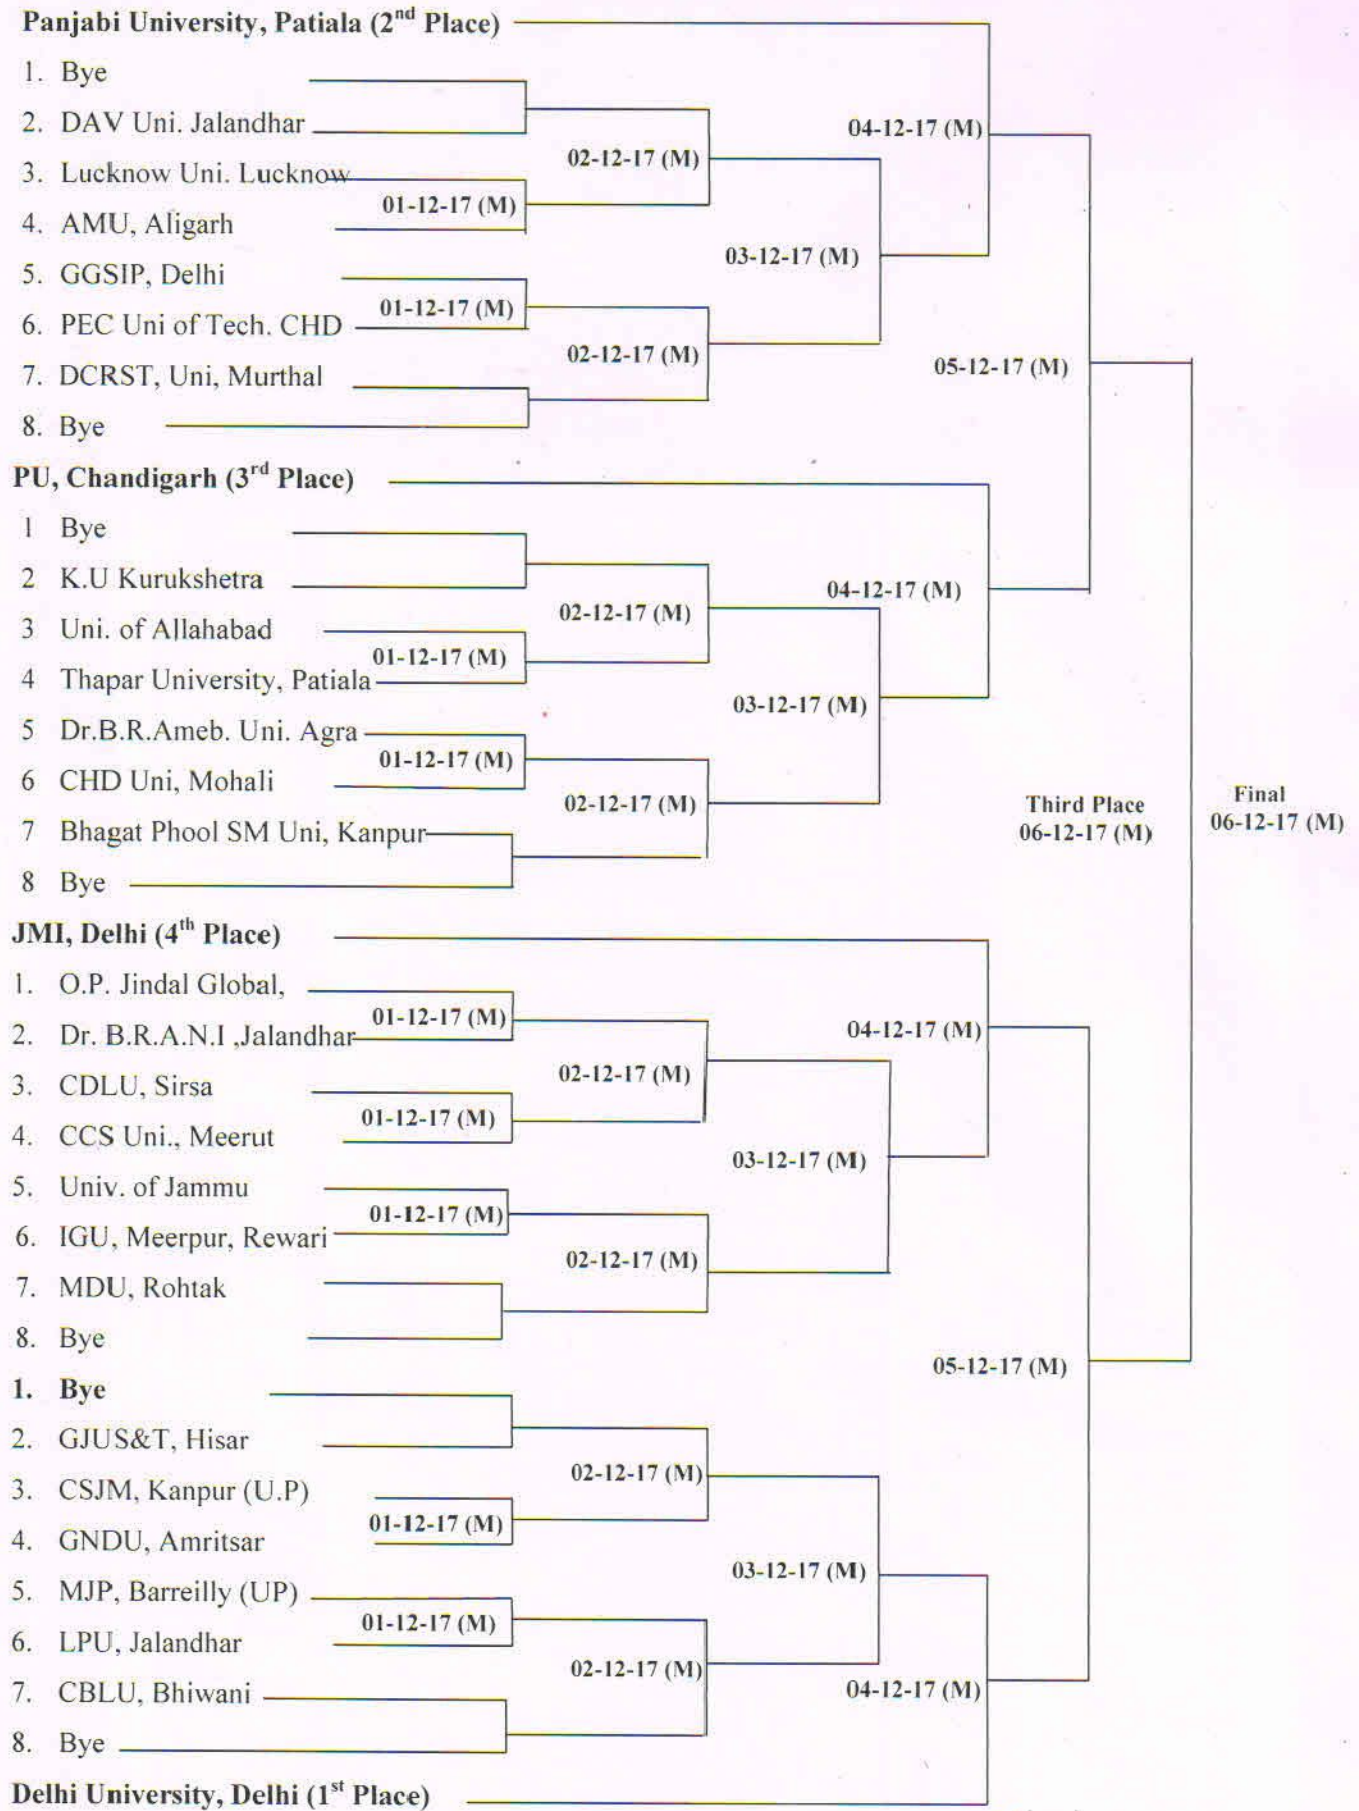 Panjabi University, Patiala (2nd Place)
1. Bye
2. DAV Uni. Jalandhar
04-12-17 (M)
02-12-17 (M)
3. Lucknow Uni. Lucknow
01-12-17 (M)
4. AMU, Aligarh
03-12-17 (M)
5. GGSIP, Delhi
01-12-17 (M)
6. PEC Uni of Tech. CHD
02-12-17 (M)
05-12-17 (M)
7. DCRST, Uni, Murthal
8. Bye
PU, Chandigarh (3rd Place)
1 Bye
2 K.U Kurukshetra
04-12-17 (M)
02-12-17 (M)
3 Uni. of Allahabad
01-12-17 (M)
4 Thapar University, Patiala
03-12-17 (M)
5 Dr.B.R.Ameb. Uni. Agra
01-12-17 (M)
6 CHD Uni, Mohali
02-12-17 (M)
Third Place
06-12-17 (M)
Final
06-12-17 (M)
7 Bhagat Phool SM Uni, Kanpur
8 Bye
JMI, Delhi (4th Place)
1. O.P. Jindal Global,
01-12-17 (M)
04-12-17 (M)
2. Dr. B.R.A.N.I ,Jalandhar
02-12-17 (M)
3. CDLU, Sirsa
01-12-17 (M)
4. CCS Uni., Meerut
03-12-17 (M)
5. Univ. of Jammu
01-12-17 (M)
6. IGU, Meerpur, Rewari
02-12-17 (M)
7. MDU, Rohtak
8. Bye
05-12-17 (M)
1. Bye
2. GJUS&T, Hisar
02-12-17 (M)
3. CSJM, Kanpur (U.P)
01-12-17 (M)
4. GNDU, Amritsar
03-12-17 (M)
5. MJP, Barreilly (UP)
01-12-17 (M)
6. LPU, Jalandhar
02-12-17 (M)
7. CBLU, Bhiwani
04-12-17 (M)
8. Bye
Delhi University, Delhi (1st Place)